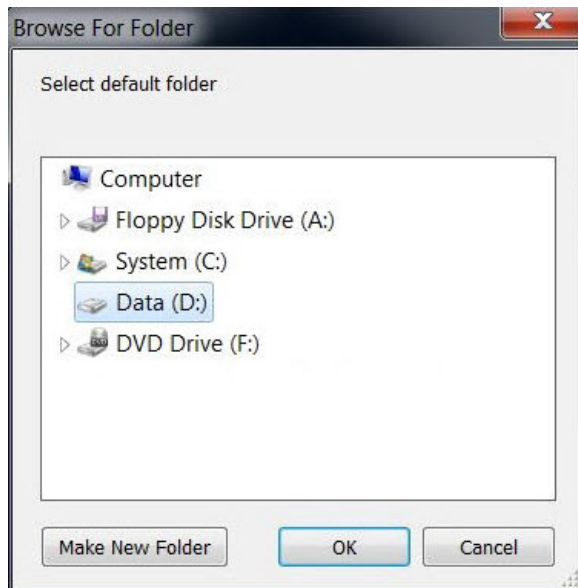 Browse For Folder
Select default folder
Computer
Floppy Disk Drive (A:)
System (C:)
Data (D:)
DVD Drive (F:)
Make New Folder
OK
Cancel